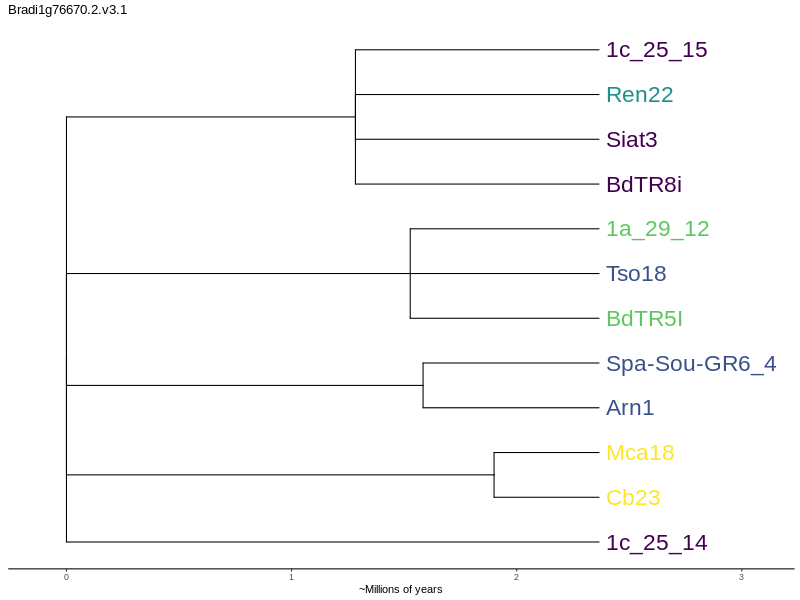 Bradi1g76670.2.v3.1
1c_25_15
Ren22
Siat3
BdTR8i
1a_29_12
Tso18
BdTR5I
Spa-Sou-GR6_4
Arn1
Mca18
Cb23
1c_25_14
0 1 2 3
~Millions of years